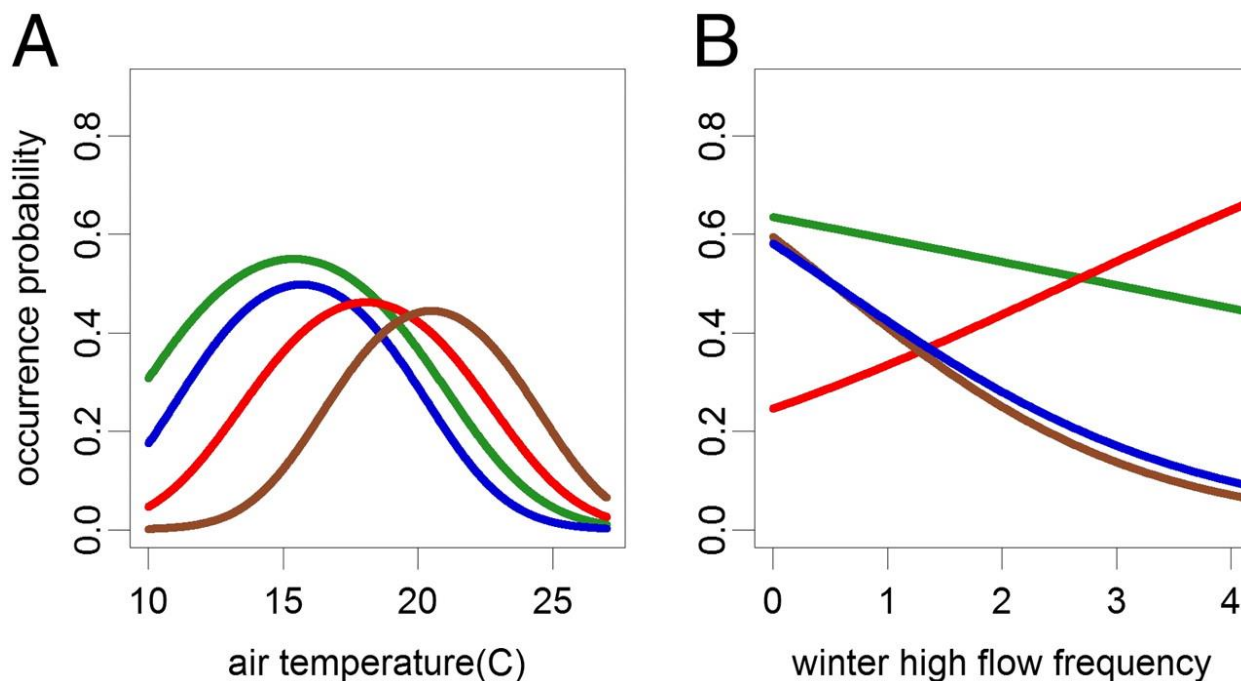 A
B
occurrence probability
0.0 0.2 0.4 0.6 0.8
10 15 20 25
air temperature(C)
0.0 0.2 0.4 0.6 0.8
0 1 2 3 4
winter high flow frequency